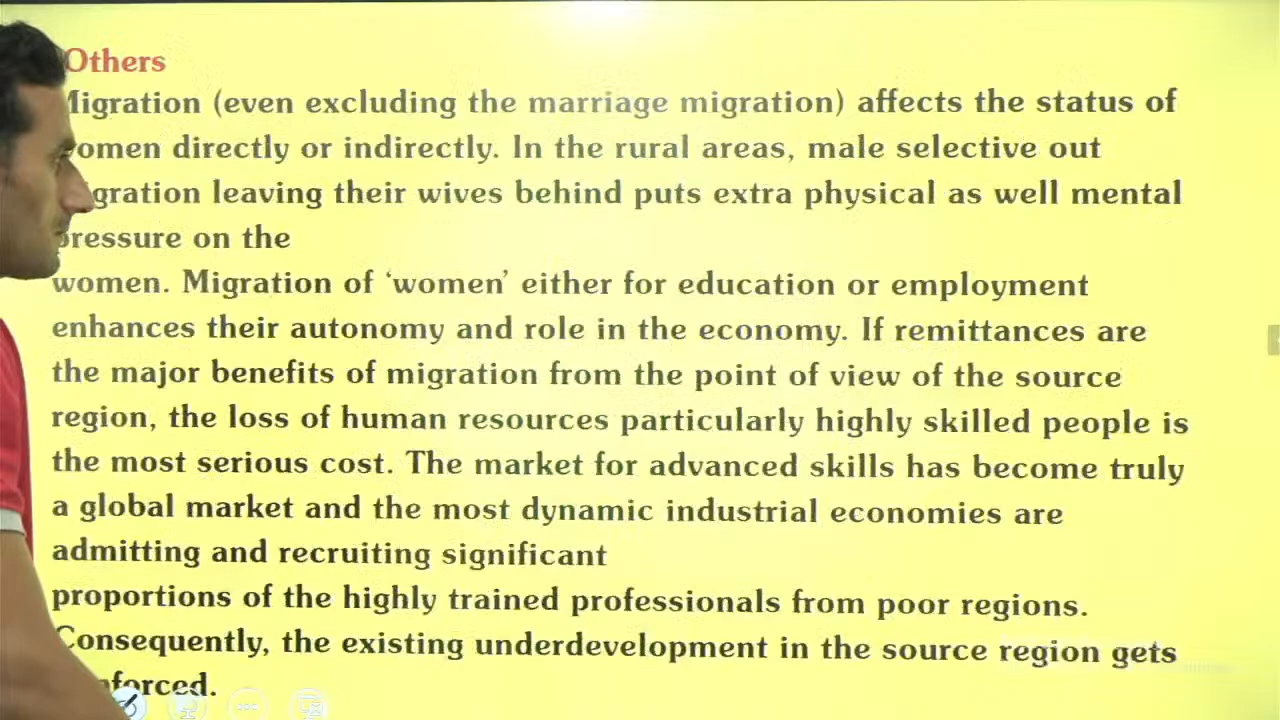 Others
Migration (even excluding the marriage migration) affects the status of
women directly or indirectly. In the rural areas, male selective out
migration leaving their wives behind puts extra physical as well mental
pressure on the
women. Migration of ‘women’ either for education or employment
enhances their autonomy and role in the economy. If remittances are
the major benefits of migration from the point of view of the source
region, the loss of human resources particularly highly skilled people is
the most serious cost. The market for advanced skills has become truly
a global market and the most dynamic industrial economies are
admitting and recruiting significant
proportions of the highly trained professionals from poor regions.
Consequently, the existing underdevelopment in the source region gets
reinforced.